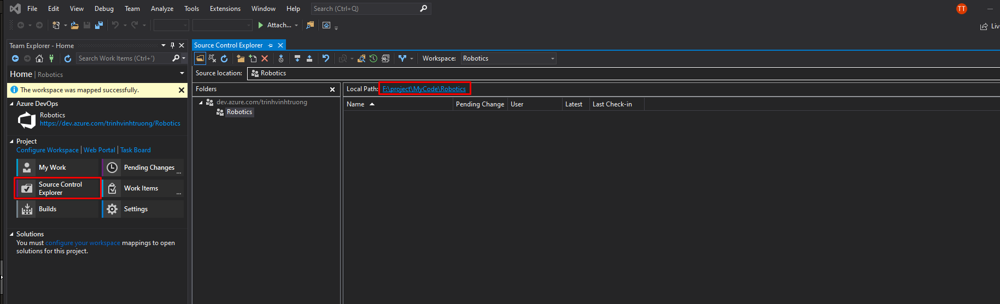 File Edit View Debug Team Analyze Tools Extensions Window Help Search (Ctrl+Q) TT
Attach... Liv
Team Explorer - Home
Search Work Items (Ctrl+')
Home | Robotics
The workspace was mapped successfully.
Azure DevOps
Robotics
https://dev.azure.com/trinhvinhtruong/Robotics
Project
Configure Workspace | Web Portal | Task Board
My Work Pending Changes ...
Source Control Explorer Work Items ...
Builds Settings
Solutions
You must configure your workspace mappings to open
solutions for this project.
Source Control Explorer
Workspace: Robotics
Source location: Robotics
Folders
dev.azure.com/trinhvinhtruong
Robotics
Local Path: F:\project\MyCode\Robotics
Name Pending Change User Latest Last Check-in